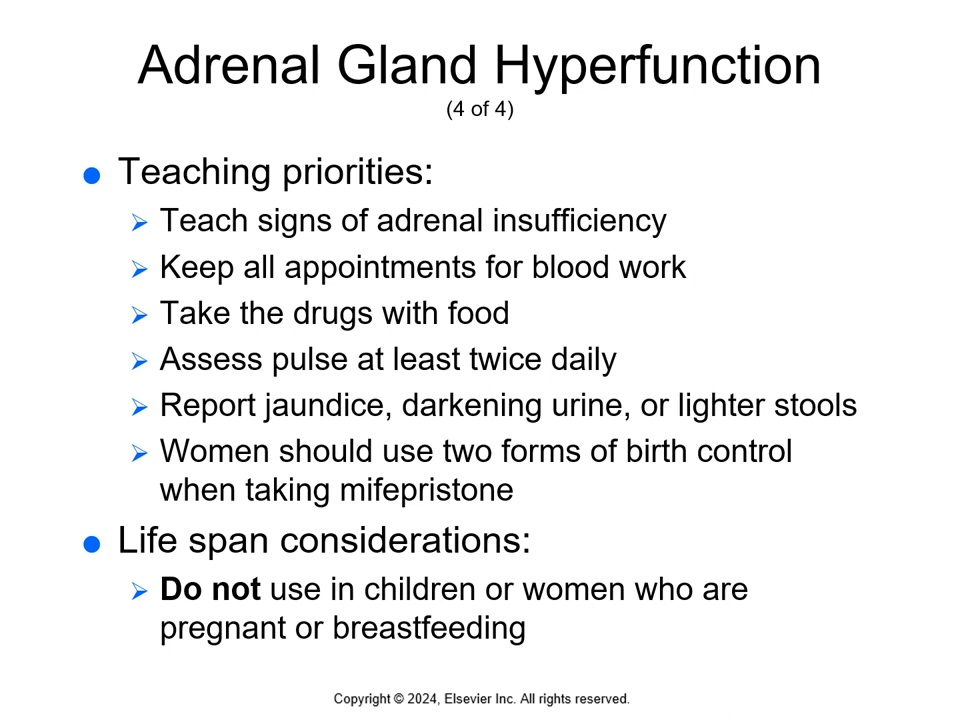 Adrenal Gland Hyperfunction
(4 of 4)
Teaching priorities:
Teach signs of adrenal insufficiency
Keep all appointments for blood work
Take the drugs with food
Assess pulse at least twice daily
Report jaundice, darkening urine, or lighter stools
Women should use two forms of birth control
when taking mifepristone
Life span considerations:
Do not use in children or women who are
pregnant or breastfeeding
Copyright © 2024, Elsevier Inc. All rights reserved.